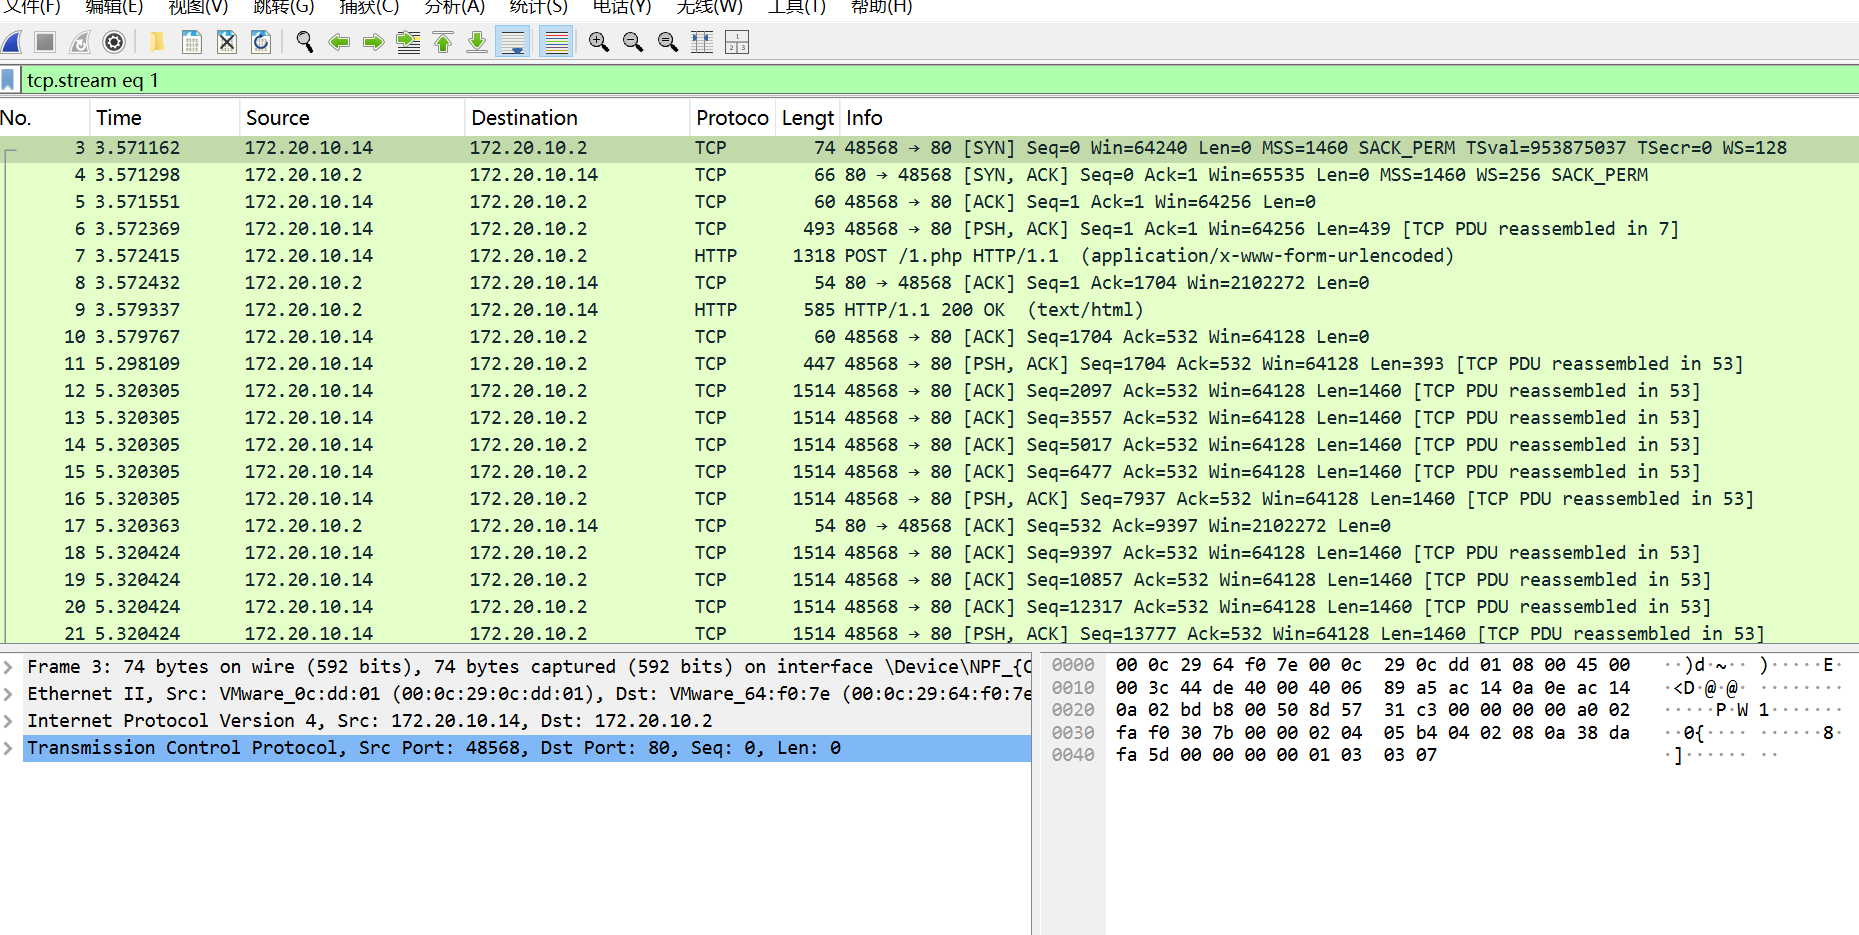 文件(F) 编辑(E) 视图(V) 跳转(G) 捕获(C) 分析(A) 统计(S) 电话(Y) 无线(W) 工具(T) 帮助(H)
tcp.stream eq 1
No. Time Source Destination Protoco Lengt Info
3 3.571162 172.20.10.14 172.20.10.2 TCP 74 48568 → 80 [SYN] Seq=0 Win=64240 Len=0 MSS=1460 SACK_PERM TSval=953875037 TSecr=0 WS=128
4 3.571298 172.20.10.2 172.20.10.14 TCP 66 80 → 48568 [SYN, ACK] Seq=0 Ack=1 Win=65535 Len=0 MSS=1460 WS=256 SACK_PERM
5 3.571551 172.20.10.14 172.20.10.2 TCP 60 48568 → 80 [ACK] Seq=1 Ack=1 Win=64256 Len=0
6 3.572369 172.20.10.14 172.20.10.2 TCP 493 48568 → 80 [PSH, ACK] Seq=1 Ack=1 Win=64256 Len=439 [TCP PDU reassembled in 7]
7 3.572415 172.20.10.14 172.20.10.2 HTTP 1318 POST /1.php HTTP/1.1 (application/x-www-form-urlencoded)
8 3.572432 172.20.10.2 172.20.10.14 TCP 54 80 → 48568 [ACK] Seq=1 Ack=1704 Win=2102272 Len=0
9 3.579337 172.20.10.2 172.20.10.14 HTTP 585 HTTP/1.1 200 OK (text/html)
10 3.579767 172.20.10.14 172.20.10.2 TCP 60 48568 → 80 [ACK] Seq=1704 Ack=532 Win=64128 Len=0
11 5.298109 172.20.10.14 172.20.10.2 TCP 447 48568 → 80 [PSH, ACK] Seq=1704 Ack=532 Win=64128 Len=393 [TCP PDU reassembled in 53]
12 5.320305 172.20.10.14 172.20.10.2 TCP 1514 48568 → 80 [ACK] Seq=2097 Ack=532 Win=64128 Len=1460 [TCP PDU reassembled in 53]
13 5.320305 172.20.10.14 172.20.10.2 TCP 1514 48568 → 80 [ACK] Seq=3557 Ack=532 Win=64128 Len=1460 [TCP PDU reassembled in 53]
14 5.320305 172.20.10.14 172.20.10.2 TCP 1514 48568 → 80 [ACK] Seq=5017 Ack=532 Win=64128 Len=1460 [TCP PDU reassembled in 53]
15 5.320305 172.20.10.14 172.20.10.2 TCP 1514 48568 → 80 [ACK] Seq=6477 Ack=532 Win=64128 Len=1460 [TCP PDU reassembled in 53]
16 5.320305 172.20.10.14 172.20.10.2 TCP 1514 48568 → 80 [PSH, ACK] Seq=7937 Ack=532 Win=64128 Len=1460 [TCP PDU reassembled in 53]
17 5.320363 172.20.10.2 172.20.10.14 TCP 54 80 → 48568 [ACK] Seq=532 Ack=9397 Win=2102272 Len=0
18 5.320424 172.20.10.14 172.20.10.2 TCP 1514 48568 → 80 [ACK] Seq=9397 Ack=532 Win=64128 Len=1460 [TCP PDU reassembled in 53]
19 5.320424 172.20.10.14 172.20.10.2 TCP 1514 48568 → 80 [ACK] Seq=10857 Ack=532 Win=64128 Len=1460 [TCP PDU reassembled in 53]
20 5.320424 172.20.10.14 172.20.10.2 TCP 1514 48568 → 80 [ACK] Seq=12317 Ack=532 Win=64128 Len=1460 [TCP PDU reassembled in 53]
21 5.320424 172.20.10.14 172.20.10.2 TCP 1514 48568 → 80 [PSH, ACK] Seq=13777 Ack=532 Win=64128 Len=1460 [TCP PDU reassembled in 53]
Frame 3: 74 bytes on wire (592 bits), 74 bytes captured (592 bits) on interface \Device\NPF_{C
Ethernet II, Src: VMware_0c:dd:01 (00:0c:29:0c:dd:01), Dst: VMware_64:f0:7e (00:0c:29:64:f0:7e
Internet Protocol Version 4, Src: 172.20.10.14, Dst: 172.20.10.2
Transmission Control Protocol, Src Port: 48568, Dst Port: 80, Seq: 0, Len: 0
0000 00 0c 29 64 f0 7e 00 0c 29 0c dd 01 08 00 45 00 ··)d·~·· )·····E·
0010 00 3c 44 de 40 00 40 06 89 a5 ac 14 0a 0e ac 14 ·<D·@·@· ········
0020 0a 02 bd b8 00 50 8d 57 31 c3 00 00 00 00 a0 02 ·····P·W 1·······
0030 fa f0 30 7b 00 00 02 04 05 b4 04 02 08 0a 38 da ··0{···· ······8·
0040 fa 5d 00 00 00 00 01 03 03 07 ·]······ ··